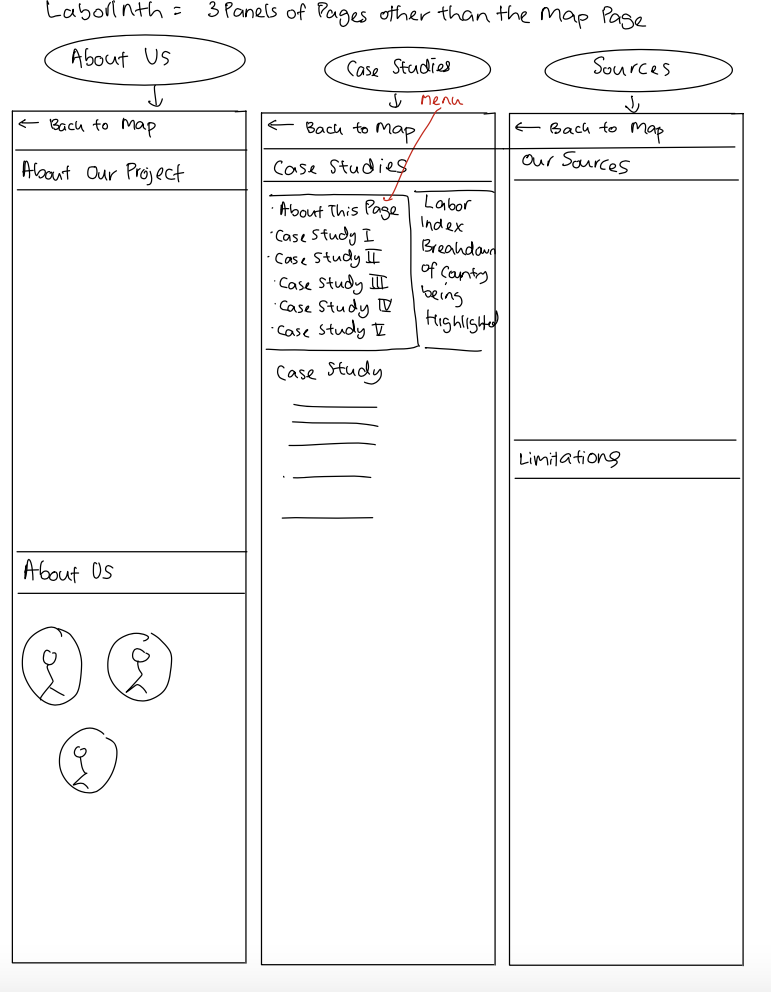 LaborInth = 3 Panels of Pages other than the Map Page
About Us
Case Studies
Sources
Menu
← Back to Map
About Our Project
About Us
← Back to Map
Case Studies
· About This Page
· Case Study I
· Case Study II
· Case Study III
· Case Study IV
· Case Study V
Labor
Index
Breakdown
of Country
being
Highlighted
Case Study
← Back to Map
Our Sources
Limitations